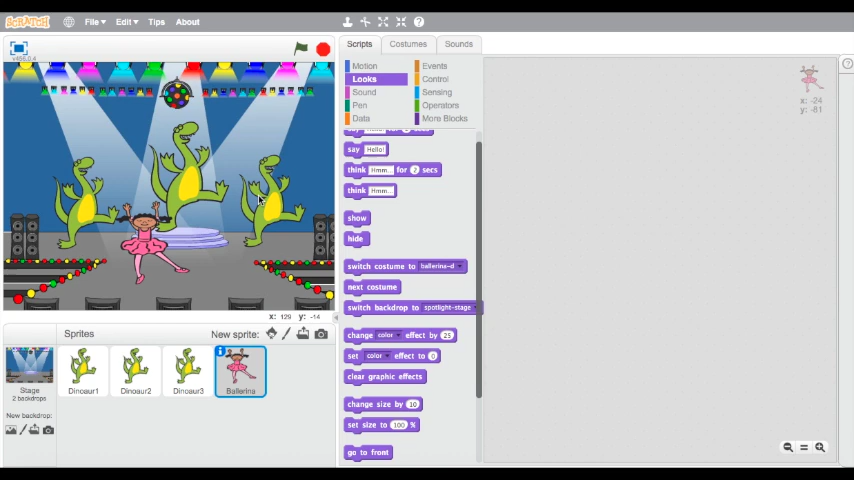 SCRATCH File Edit Tips About
v456.0.4
Scripts Costumes Sounds
Motion Events
Looks Control
Sound Sensing
Pen Operators
Data More Blocks
say Hello!
think Hmm... for 2 secs
think Hmm...
show
hide
switch costume to ballerina-d
next costume
switch backdrop to spotlight-stage
change color effect by 25
set color effect to 0
clear graphic effects
change size by 10
set size to 100 %
go to front
x: -24
y: -81
x: 129 y: -14
Sprites New sprite:
Stage
2 backdrops
New backdrop:
Dinoaur1 Dinoaur2 Dinoaur3 Ballerina